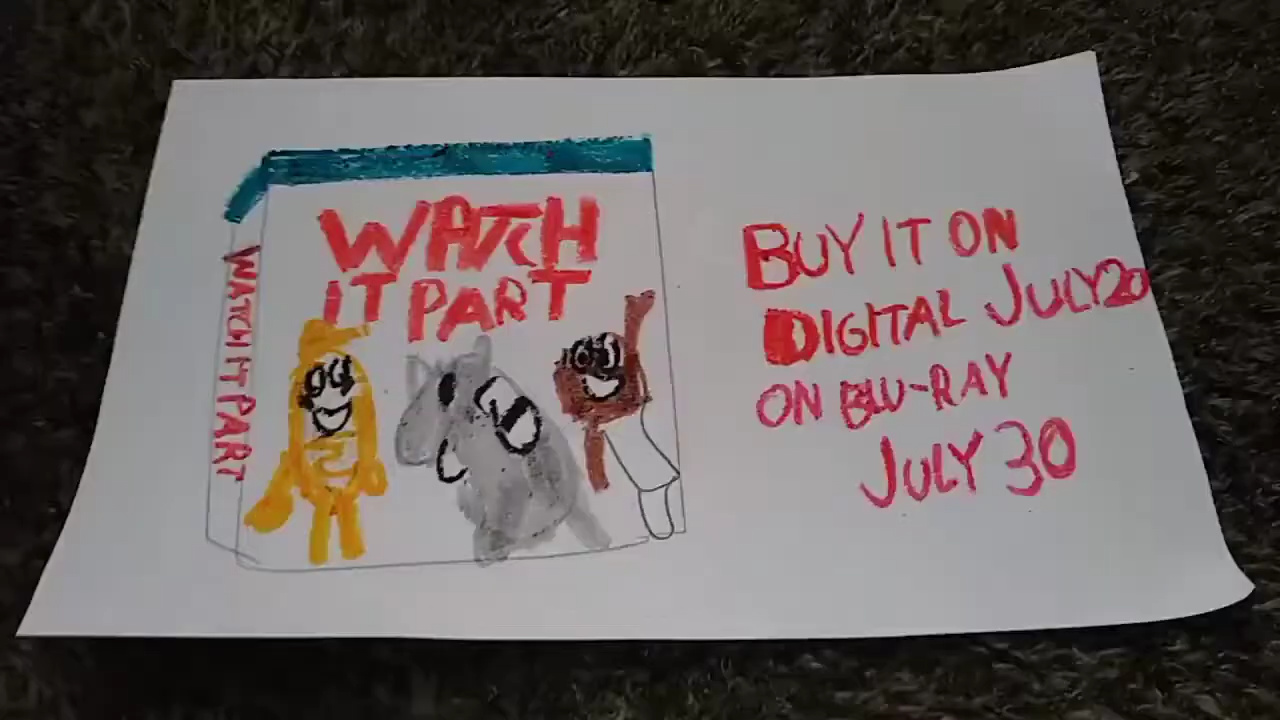 WATCH
IT PART
WATCH IT PART
BUY IT ON
DIGITAL JULY 20
ON BLU-RAY
JULY 30